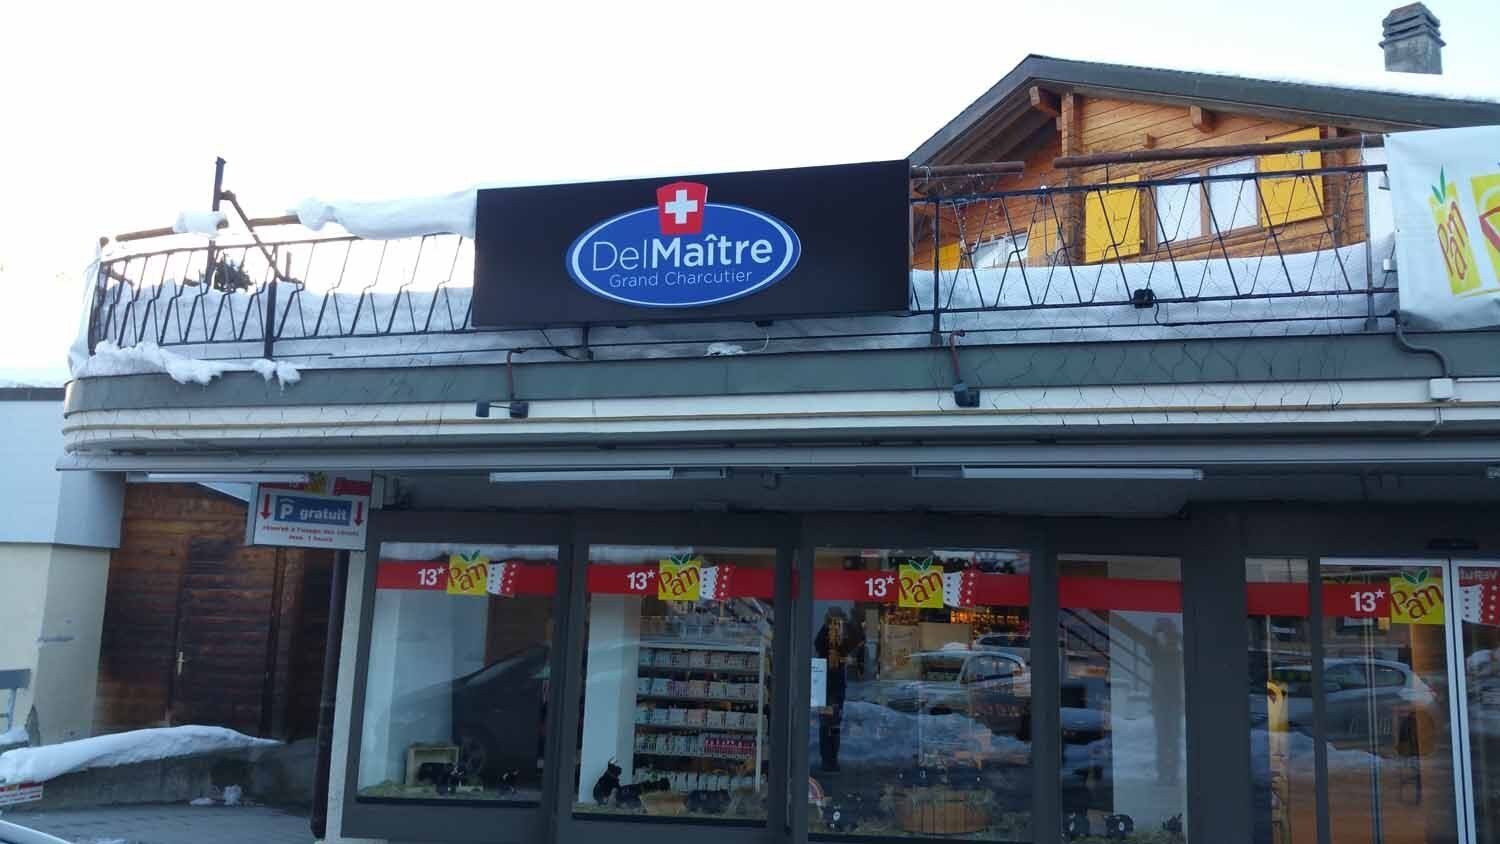 DelMaître
Grand Charcutier
Pam
P gratuit
13* Pam
13* Pam
13* Pam
13* Pam